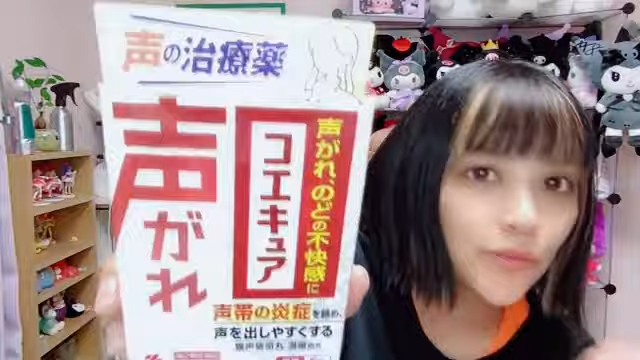 声の治療薬
声がれ
コエキュア
声がれ、のどの不快感に
声帯の炎症を鎮め、
声を出しやすくする